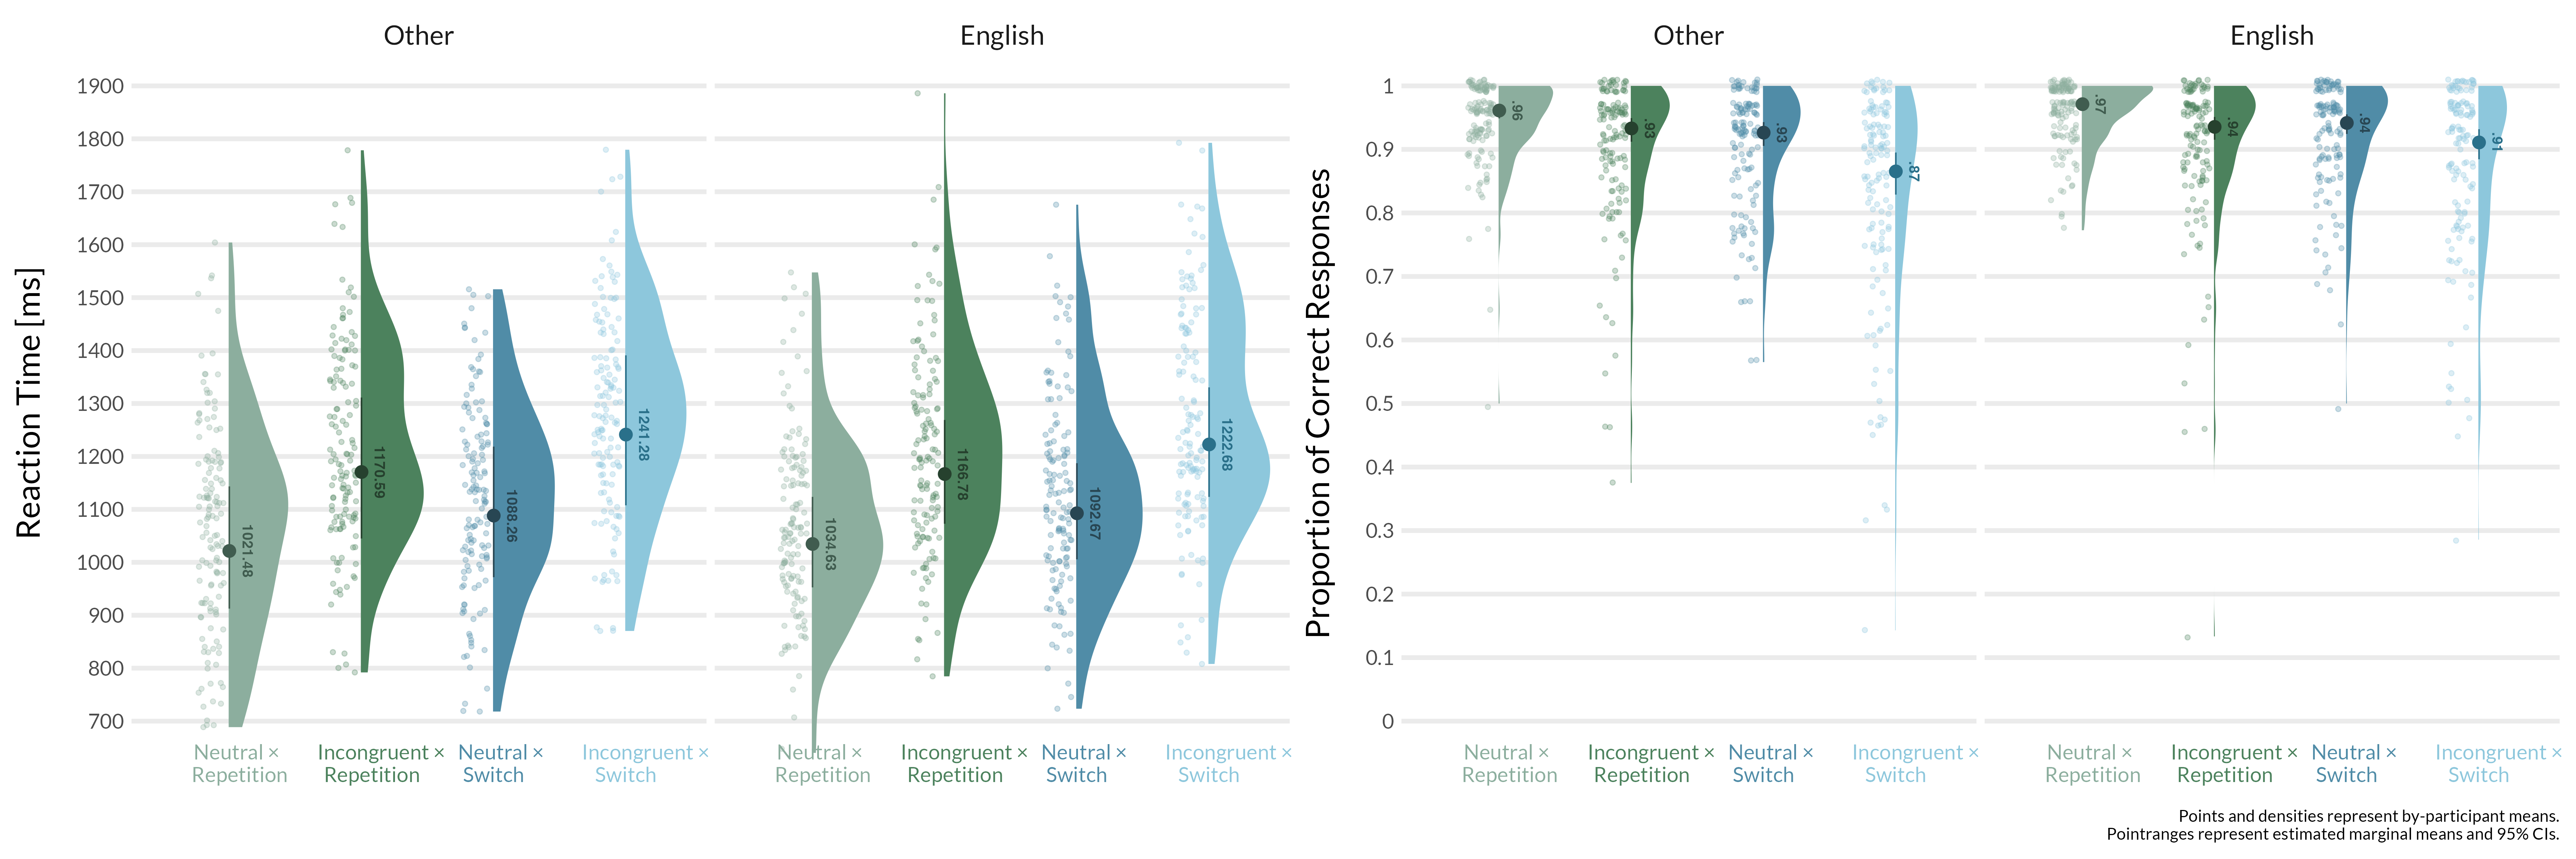 Other
English
Reaction Time [ms]
1900
1800
1700
1600
1500
1400
1300
1200
1100
1000
900
800
700
1021.48
1170.59
1088.26
1241.28
1034.63
1166.78
1092.67
1222.68
Neutral ×
Repetition
Incongruent ×
Repetition
Neutral ×
Switch
Incongruent ×
Switch
Neutral ×
Repetition
Incongruent ×
Repetition
Neutral ×
Switch
Incongruent ×
Switch
Other
English
Proportion of Correct Responses
1
0.9
0.8
0.7
0.6
0.5
0.4
0.3
0.2
0.1
0
.96
.93
.93
.87
.97
.94
.94
.91
Neutral ×
Repetition
Incongruent ×
Repetition
Neutral ×
Switch
Incongruent ×
Switch
Neutral ×
Repetition
Incongruent ×
Repetition
Neutral ×
Switch
Incongruent ×
Switch
Points and densities represent by-participant means.
Pointranges represent estimated marginal means and 95% CIs.